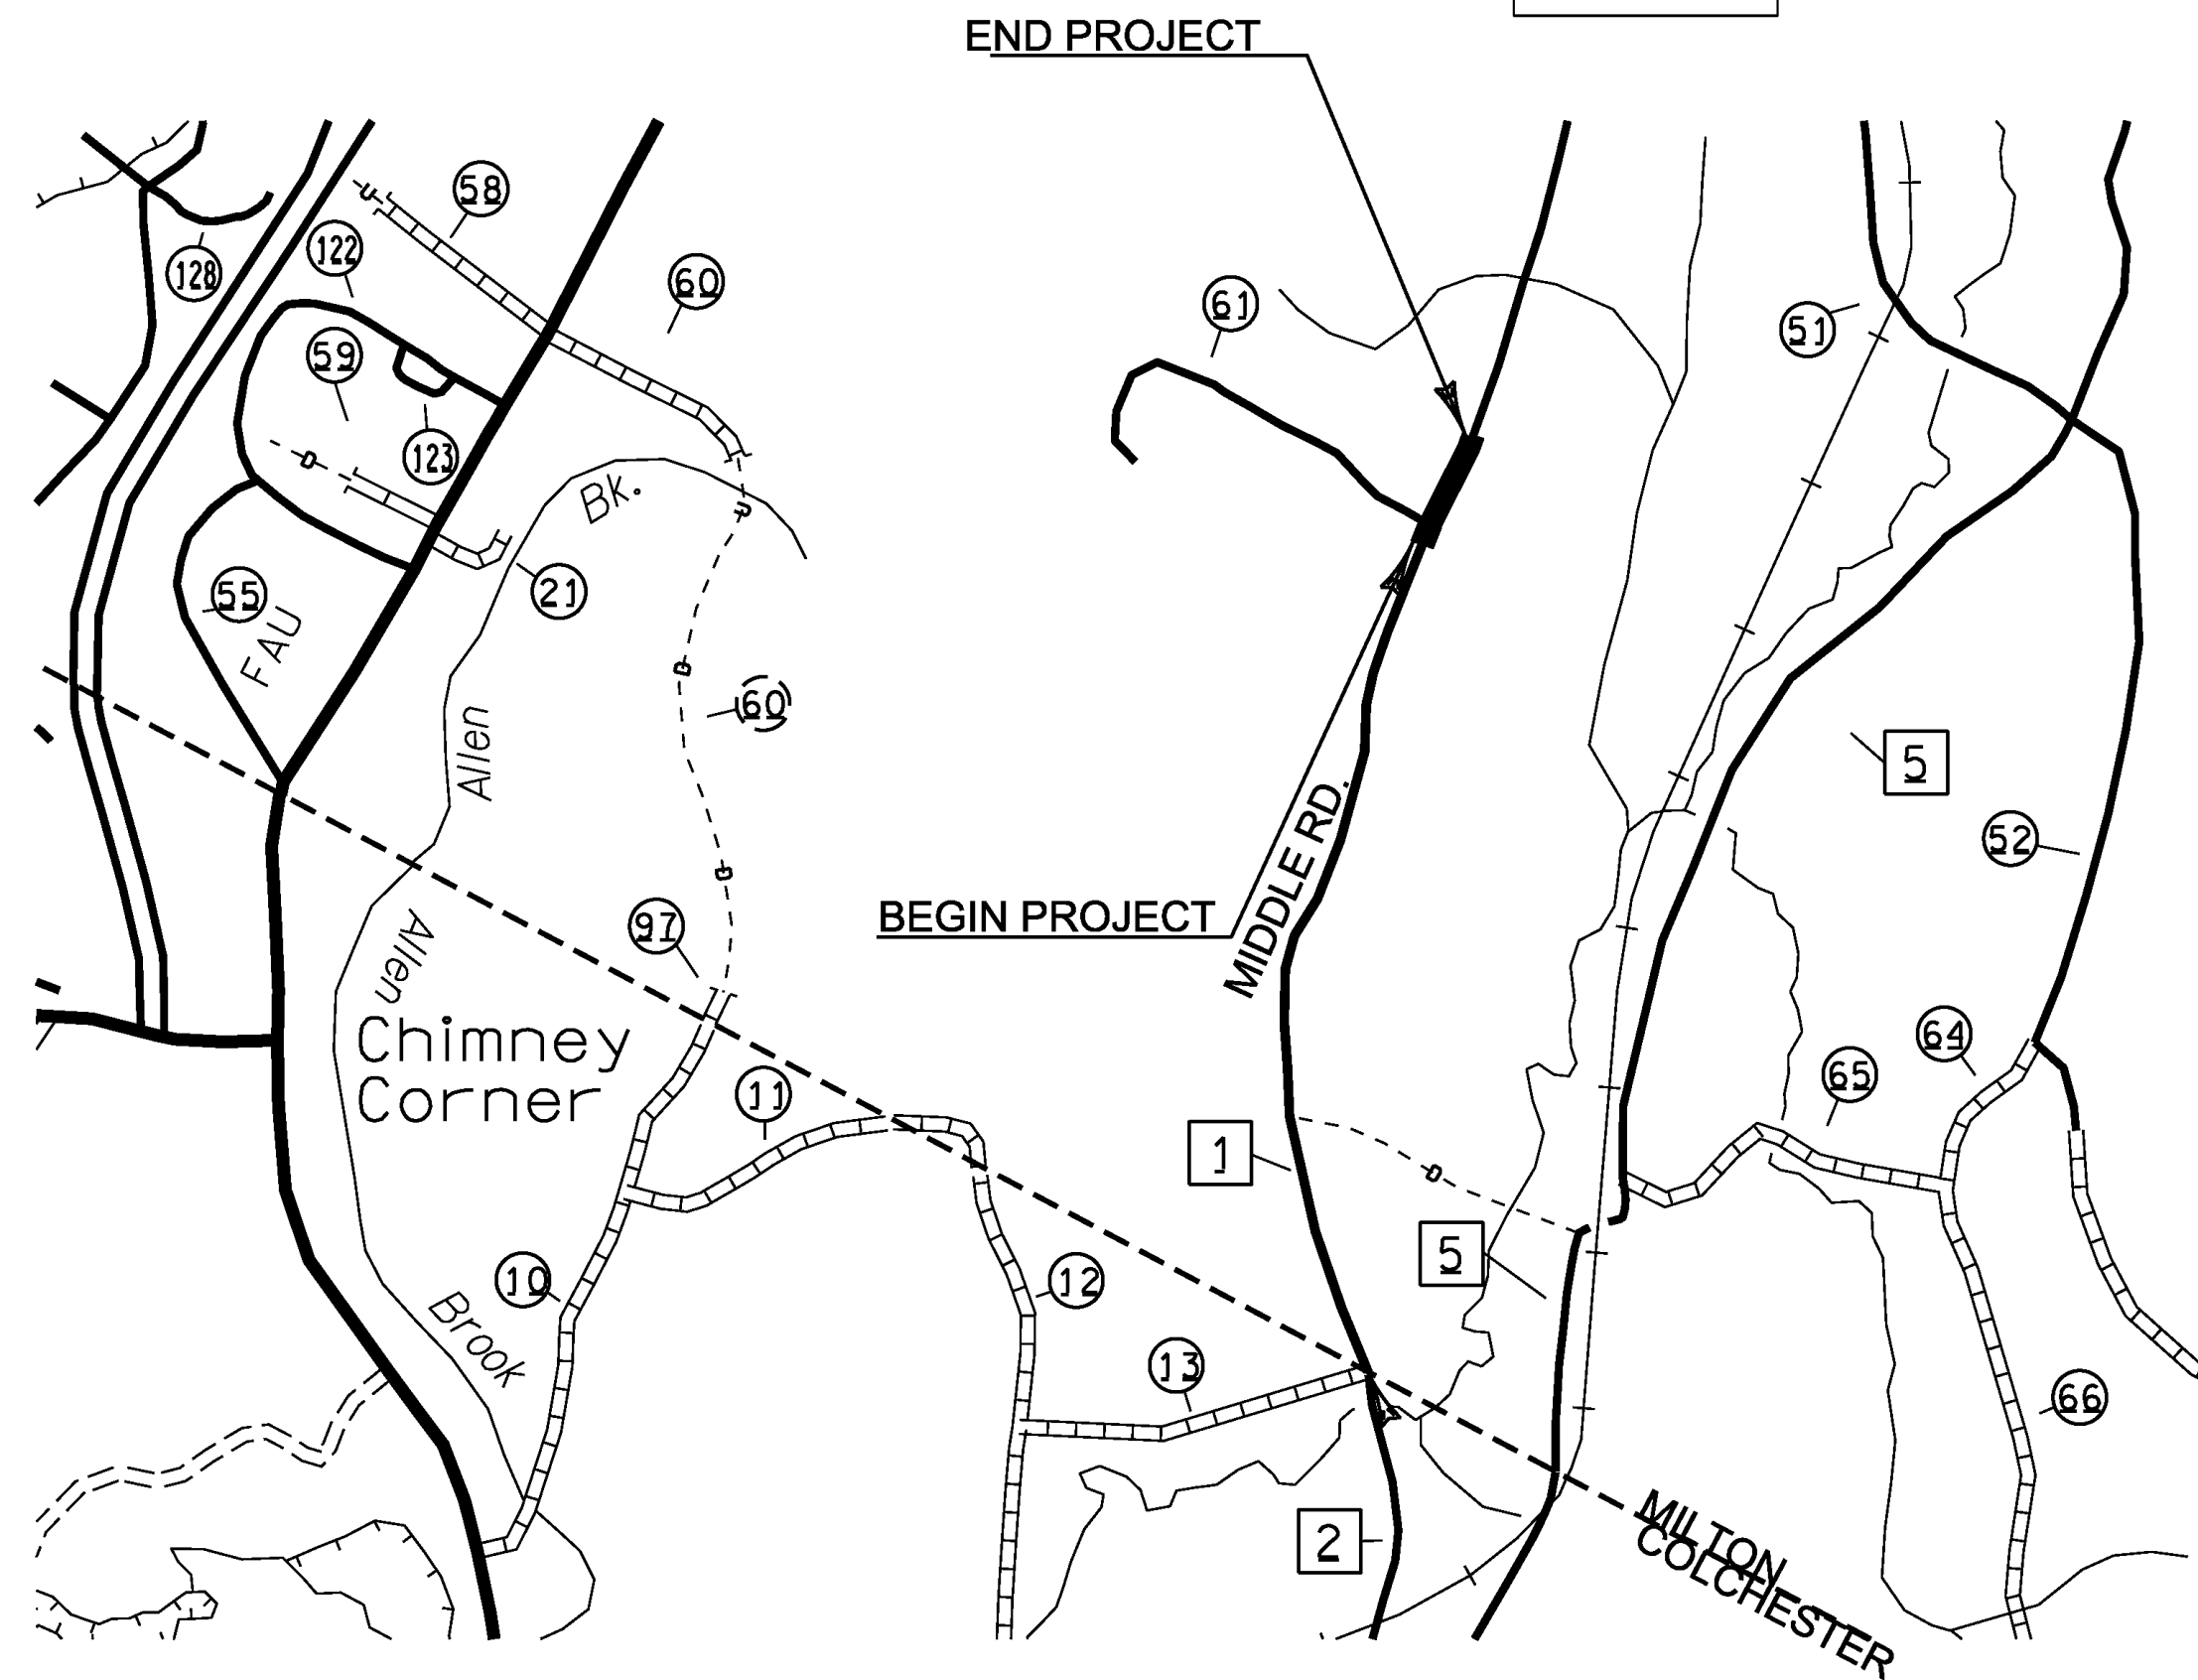 END PROJECT
58
122
128
60
61
51
59
123
Bk.
21
55
FAU
60
Allen
5
MIDDLE RD.
52
BEGIN PROJECT
97
Allen
Chimney
Corner
11
64
65
1
5
10
12
Brook
13
66
2
MILTON
COLCHESTER